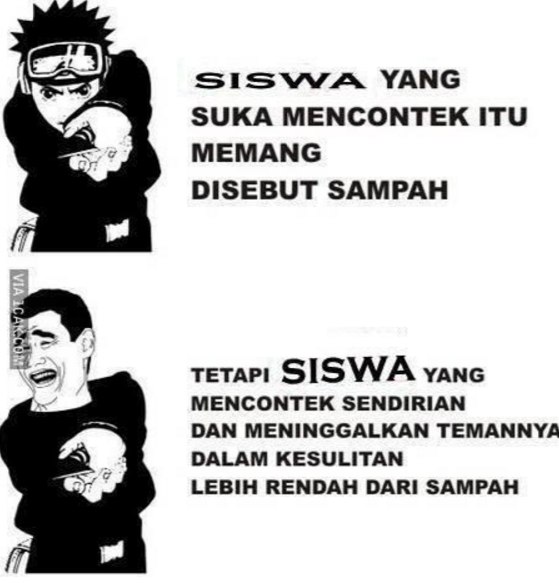 SISWA YANG
SUKA MENCONTEK ITU
MEMANG
DISEBUT SAMPAH
VIA 1CAK.COM
TETAPI SISWA YANG
MENCONTEK SENDIRIAN
DAN MENINGGALKAN TEMANNYA
DALAM KESULITAN
LEBIH RENDAH DARI SAMPAH